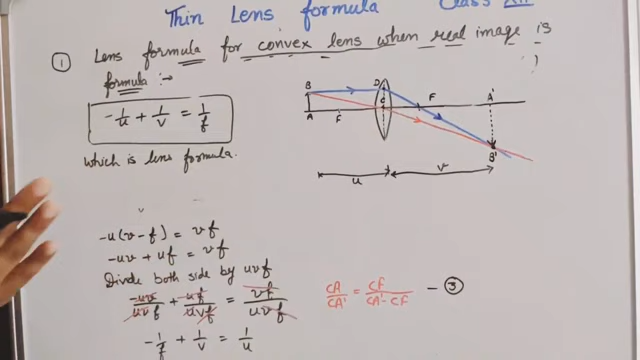 Thin Lens formula
Class XII
① Lens formula for convex lens when real image is
formula :→
-1/u + 1/v = 1/f
which is lens formula.
B D F A'
A F C
B'
u v
-u(v-f) = vf
-uv + uf = vf
Divide both side by uvf
-uv/uvf + uf/uvf = vf/uvf
-1/f + 1/v = 1/u
CA/CA' = CF/CA'-CF — ③